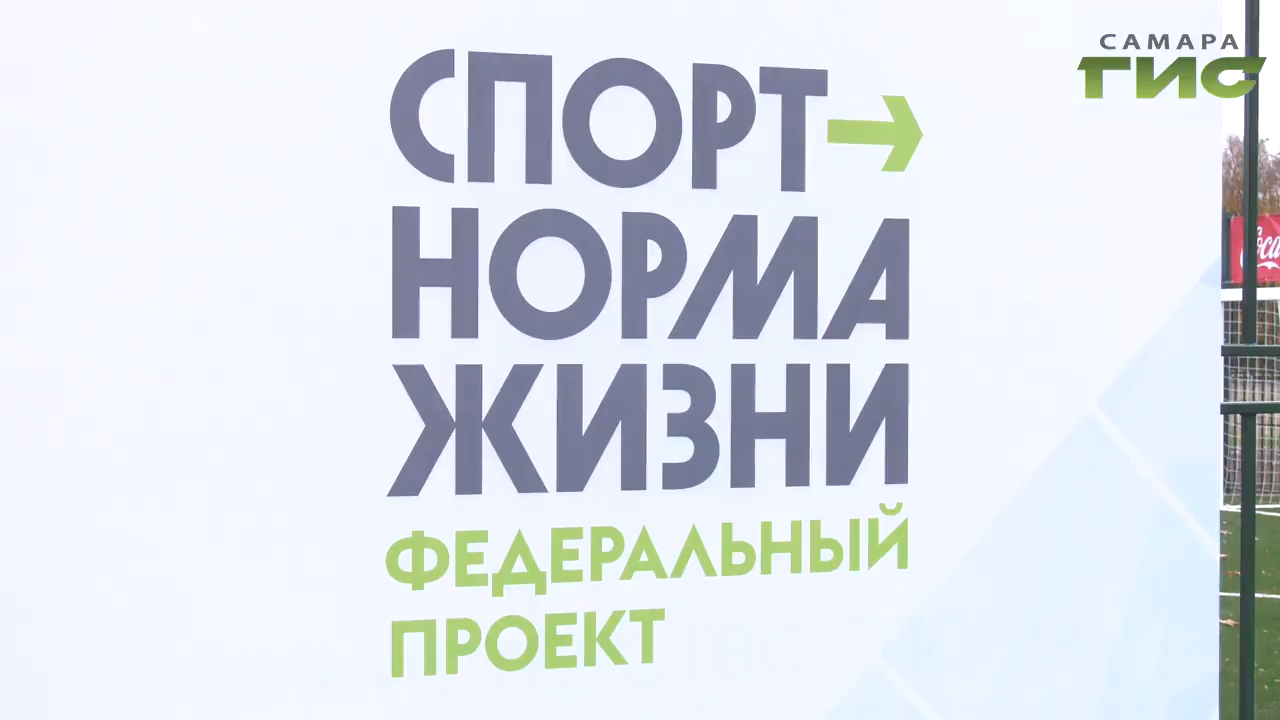 САМАРА
ГИС
СПОРТ→
НОРМА
ЖИЗНИ
ФЕДЕРАЛЬНЫЙ
ПРОЕКТ